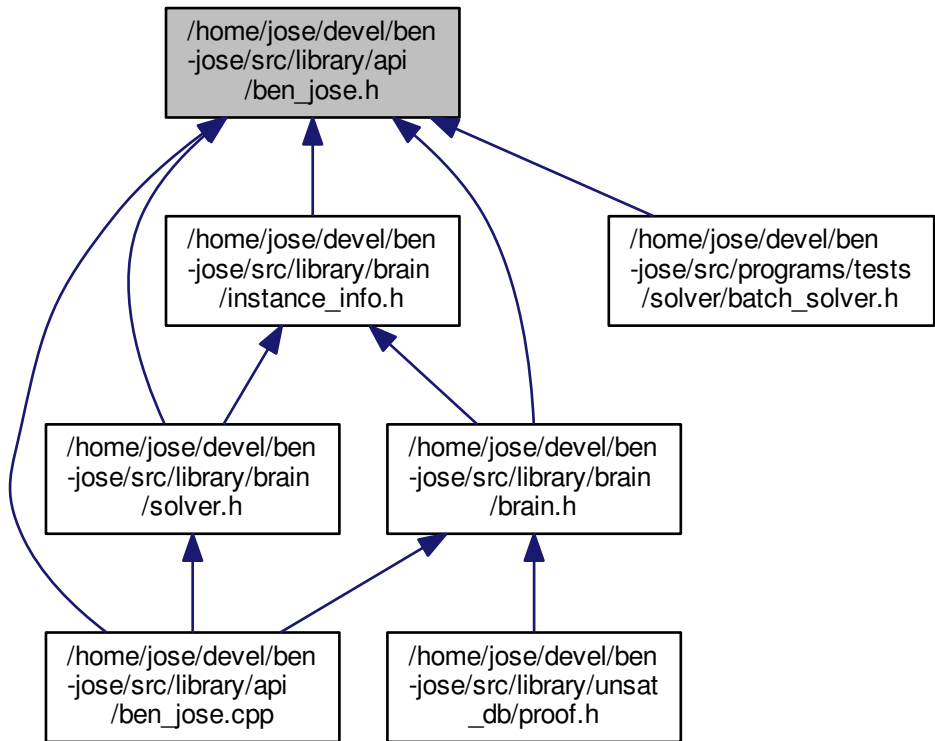 /home/jose/devel/ben
-jose/src/library/api
/ben_jose.h
/home/jose/devel/ben
-jose/src/library/brain
/instance_info.h
/home/jose/devel/ben
-jose/src/programs/tests
/solver/batch_solver.h
/home/jose/devel/ben
-jose/src/library/brain
/solver.h
/home/jose/devel/ben
-jose/src/library/brain
/brain.h
/home/jose/devel/ben
-jose/src/library/api
/ben_jose.cpp
/home/jose/devel/ben
-jose/src/library/unsat
_db/proof.h